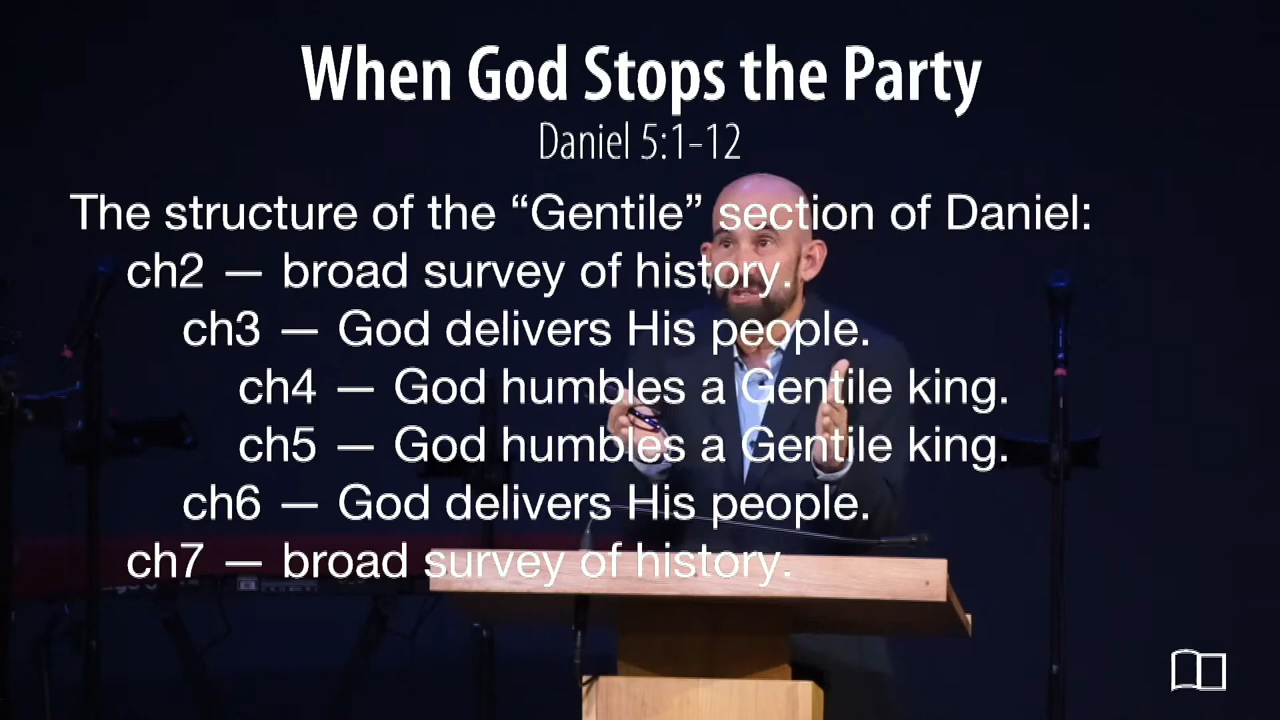 When God Stops the Party
Daniel 5:1-12
The structure of the “Gentile” section of Daniel:
ch2 — broad survey of history.
ch3 — God delivers His people.
ch4 — God humbles a Gentile king.
ch5 — God humbles a Gentile king.
ch6 — God delivers His people.
ch7 — broad survey of history.